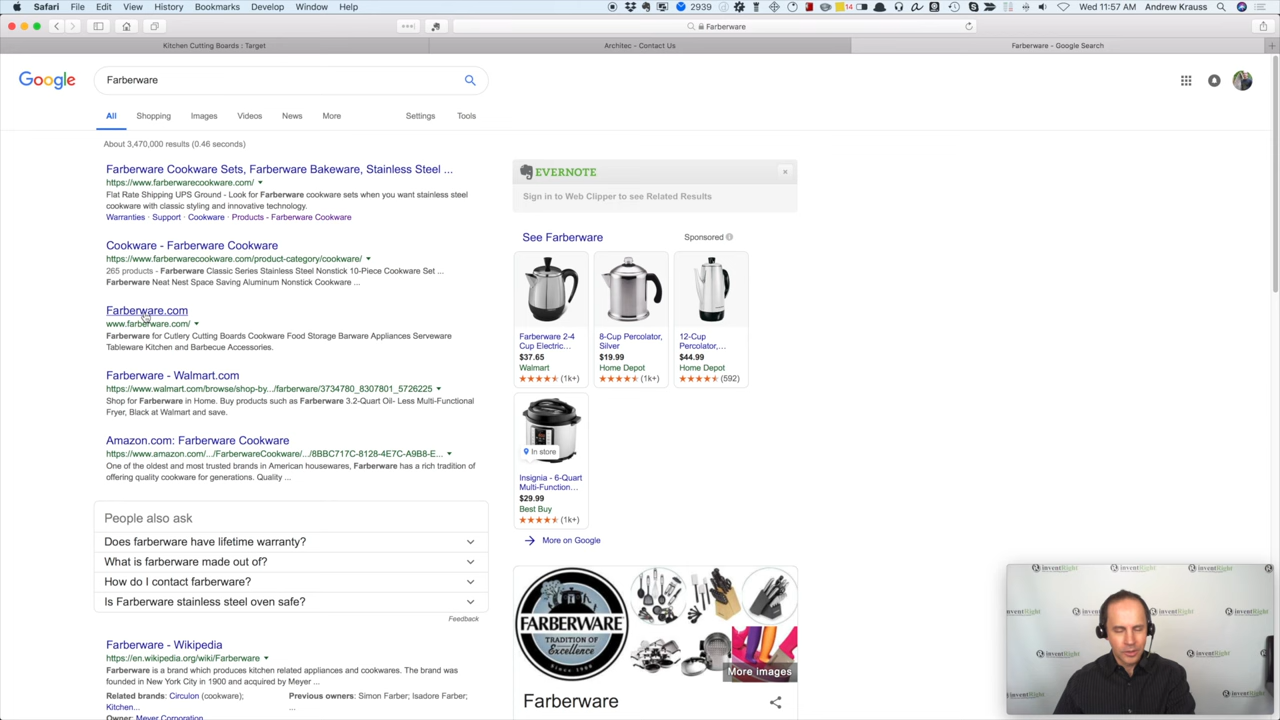 Safari File Edit View History Bookmarks Develop Window Help
2939
Wed 11:57 AM Andrew Krauss
Farberware
Kitchen Cutting Boards : Target
Architec - Contact Us
Farberware - Google Search
Google
Farberware
All Shopping Images Videos News More Settings Tools
About 3,470,000 results (0.46 seconds)
Farberware Cookware Sets, Farberware Bakeware, Stainless Steel ...
https://www.farberwarecookware.com/
Flat Rate Shipping UPS Ground - Look for Farberware cookware sets when you want stainless steel
cookware with classic styling and innovative technology.
Warranties · Support · Cookware · Products - Farberware Cookware
Cookware - Farberware Cookware
https://www.farberwarecookware.com/product-category/cookware/
265 products - Farberware Classic Series Stainless Steel Nonstick 10-Piece Cookware Set ...
Farberware Neat Nest Space Saving Aluminum Nonstick Cookware ...
Farberware.com
www.farberware.com/
Farberware for Cutlery Cutting Boards Cookware Food Storage Barware Appliances Serveware
Tableware Kitchen and Barbecue Accessories.
Farberware - Walmart.com
https://www.walmart.com/browse/shop-by.../farberware/3734780_8307801_5726225
Shop for Farberware in Home. Buy products such as Farberware 3.2-Quart Oil- Less Multi-Functional
Fryer, Black at Walmart and save.
Amazon.com: Farberware Cookware
https://www.amazon.com/.../FarberwareCookware/.../8BBC717C-8128-4E7C-A9B8-E...
One of the oldest and most trusted brands in American housewares, Farberware has a rich tradition of
offering quality cookware for generations. Quality ...
People also ask
Does farberware have lifetime warranty?
What is farberware made out of?
How do I contact farberware?
Is Farberware stainless steel oven safe?
Feedback
Farberware - Wikipedia
https://en.wikipedia.org/wiki/Farberware
Farberware is a brand which produces kitchen related appliances and cookwares. The brand was
founded in New York City in 1900 and acquired by Meyer ...
Related brands: Circulon (cookware);
Kitchen...
Previous owners: Simon Farber; Isadore Farber;
...
Owner: Meyer Corporation
EVERNOTE
Sign in to Web Clipper to see Related Results
See Farberware
Sponsored
Farberware 2-4
Cup Electric...
$37.65
Walmart
(1k+)
8-Cup Percolator,
Silver
$19.99
Home Depot
(1k+)
12-Cup
Percolator,...
$44.99
Home Depot
(592)
In store
Insignia - 6-Quart
Multi-Function...
$29.99
Best Buy
(1k+)
More on Google
FARBERWARE
TRADITION OF
Excellence
More images
Farberware
inventRight
inventRight
inventRight
inventRight
inventRight